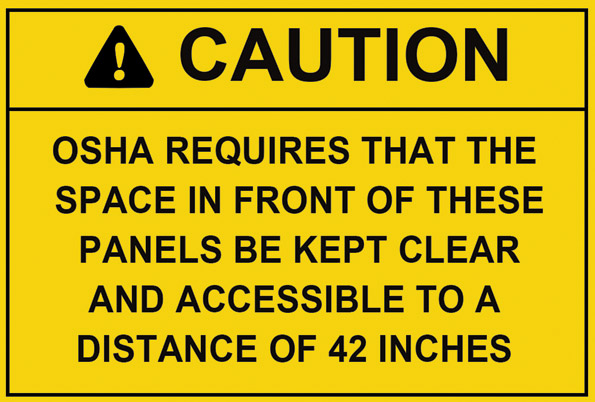 CAUTION
OSHA REQUIRES THAT THE
SPACE IN FRONT OF THESE
PANELS BE KEPT CLEAR
AND ACCESSIBLE TO A
DISTANCE OF 42 INCHES